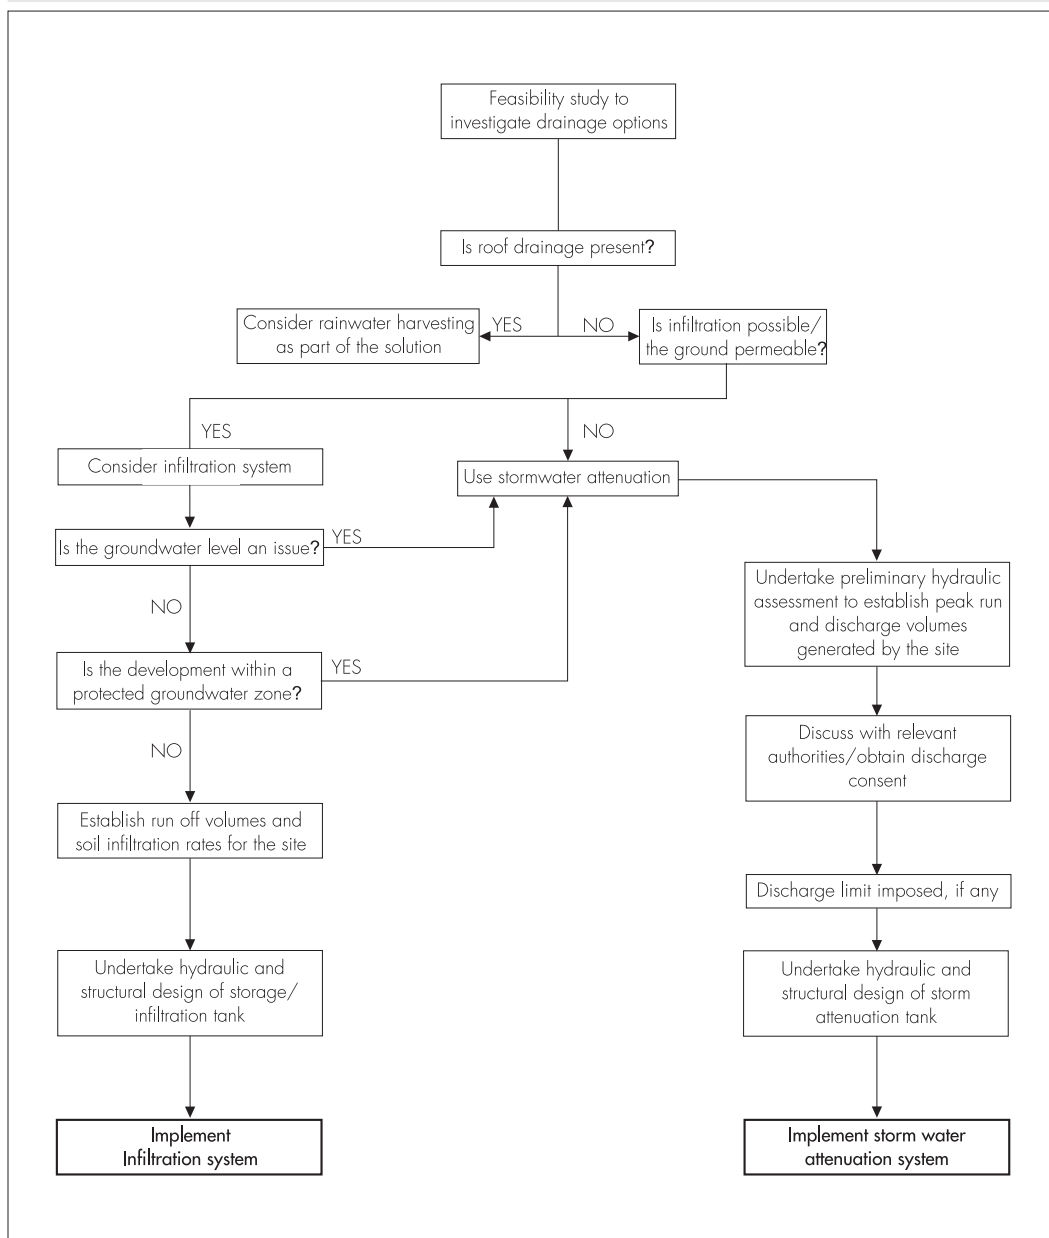 Feasibility study to
investigate drainage options
Is roof drainage present?
Consider rainwater harvesting
as part of the solution
YES
NO
Is infiltration possible/
the ground permeable?
YES
NO
Consider infiltration system
Use stormwater attenuation
Is the groundwater level an issue?
YES
NO
Undertake preliminary hydraulic
assessment to establish peak run
and discharge volumes
generated by the site
Is the development within a
protected groundwater zone?
YES
NO
Discuss with relevant
authorities/obtain discharge
consent
Establish run off volumes and
soil infiltration rates for the site
Discharge limit imposed, if any
Undertake hydraulic and
structural design of storage/
infiltration tank
Undertake hydraulic and
structural design of storm
attenuation tank
Implement
Infiltration system
Implement storm water
attenuation system